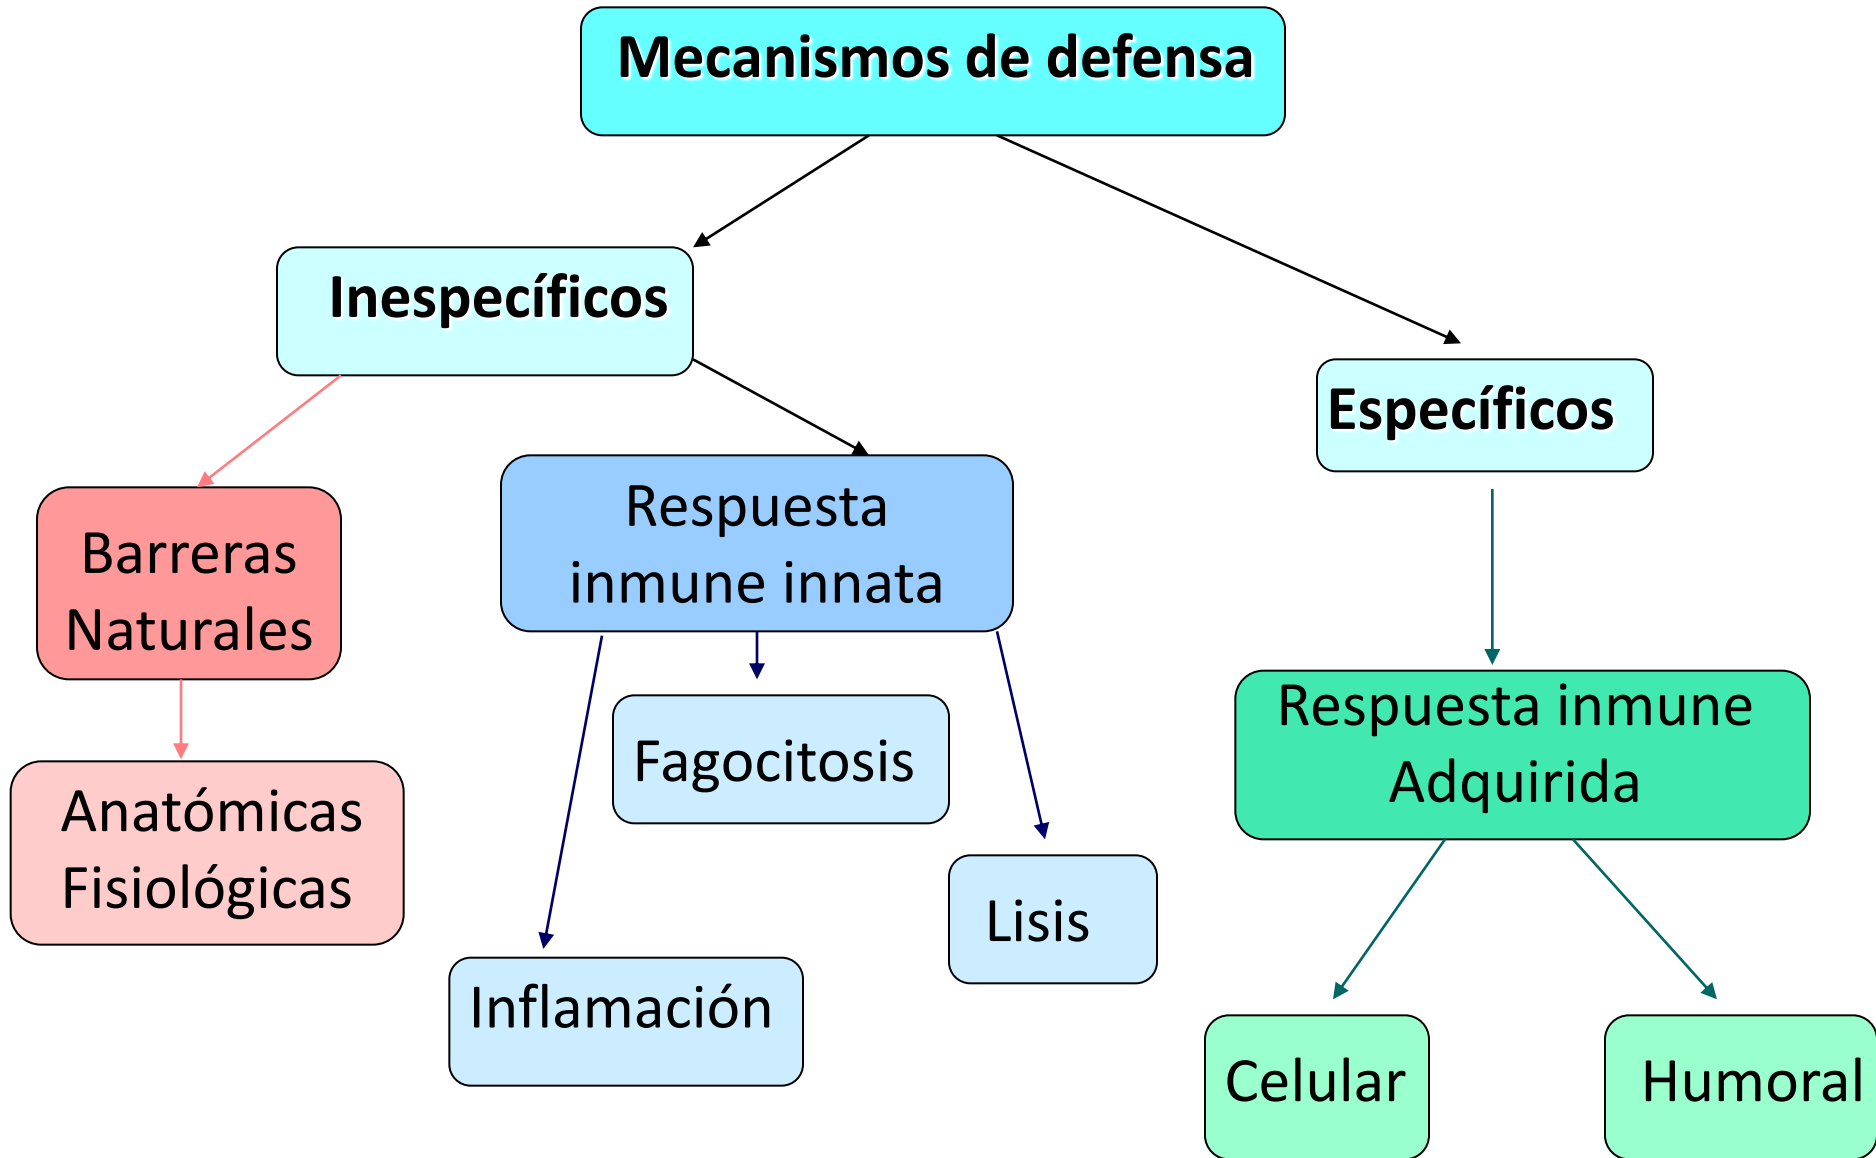 Mecanismos de defensa
Inespecíficos
Específicos
Barreras
Naturales
Respuesta
inmune innata
Respuesta inmune
Adquirida
Anatómicas
Fisiológicas
Fagocitosis
Lisis
Inflamación
Celular
Humoral